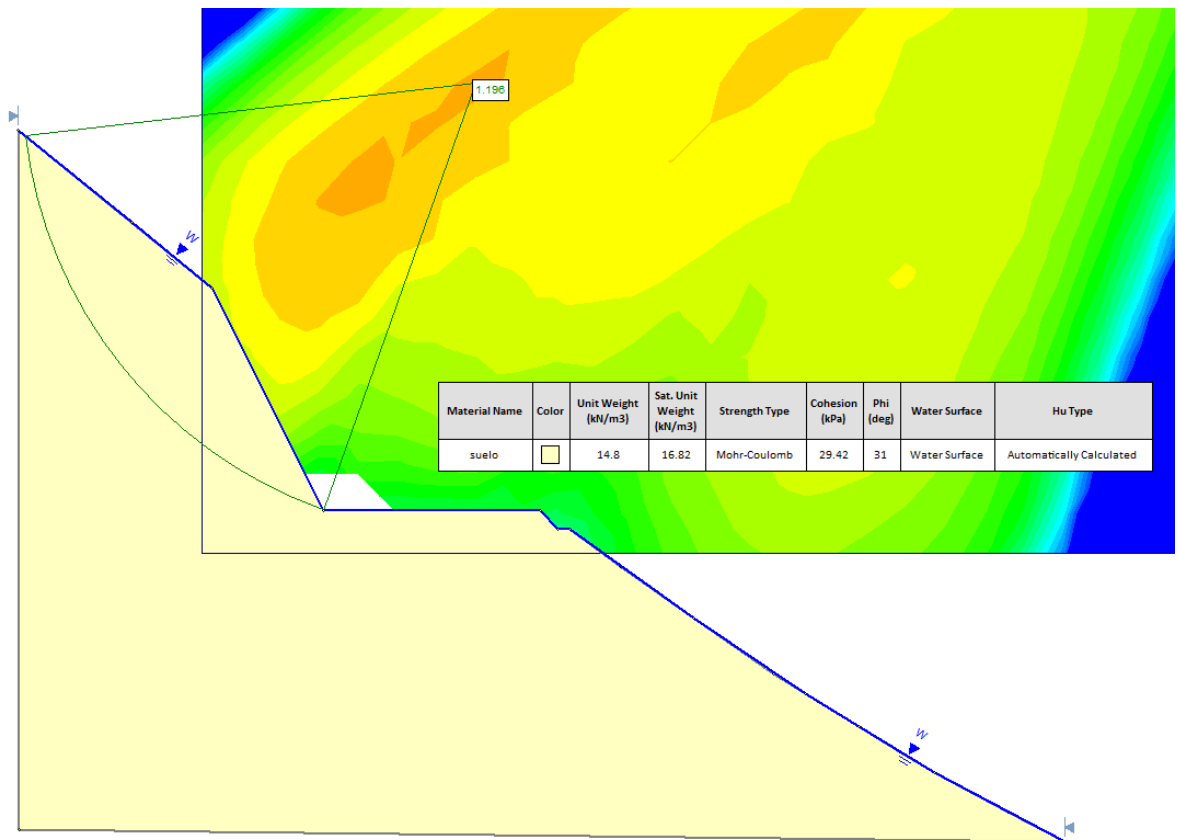 1.196
W
Material Name Color Unit Weight (kN/m3) Sat. Unit Weight (kN/m3) Strength Type Cohesion (kPa) Phi (deg) Water Surface Hu Type
suelo 14.8 16.82 Mohr-Coulomb 29.42 31 Water Surface Automatically Calculated
W